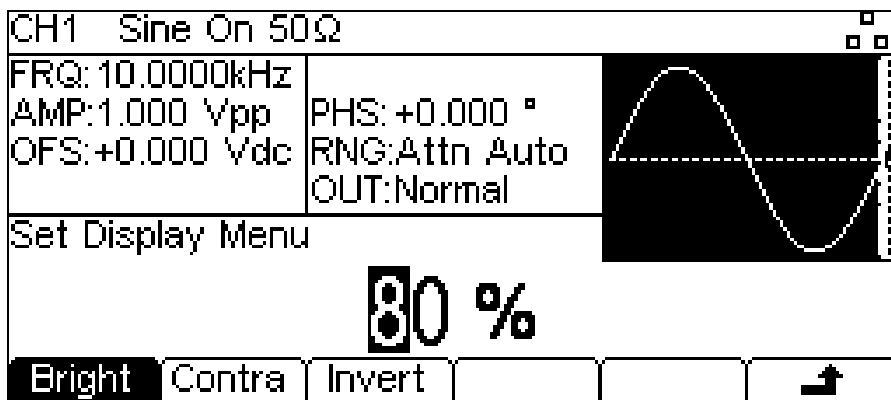 CH1 Sine On 50Ω
FRQ:10.0000kHz
AMP:1.000 Vpp
OFS:+0.000 Vdc
PHS:+0.000 °
RNG:Attn Auto
OUT:Normal
Set Display Menu
80 %
Bright Contra Invert